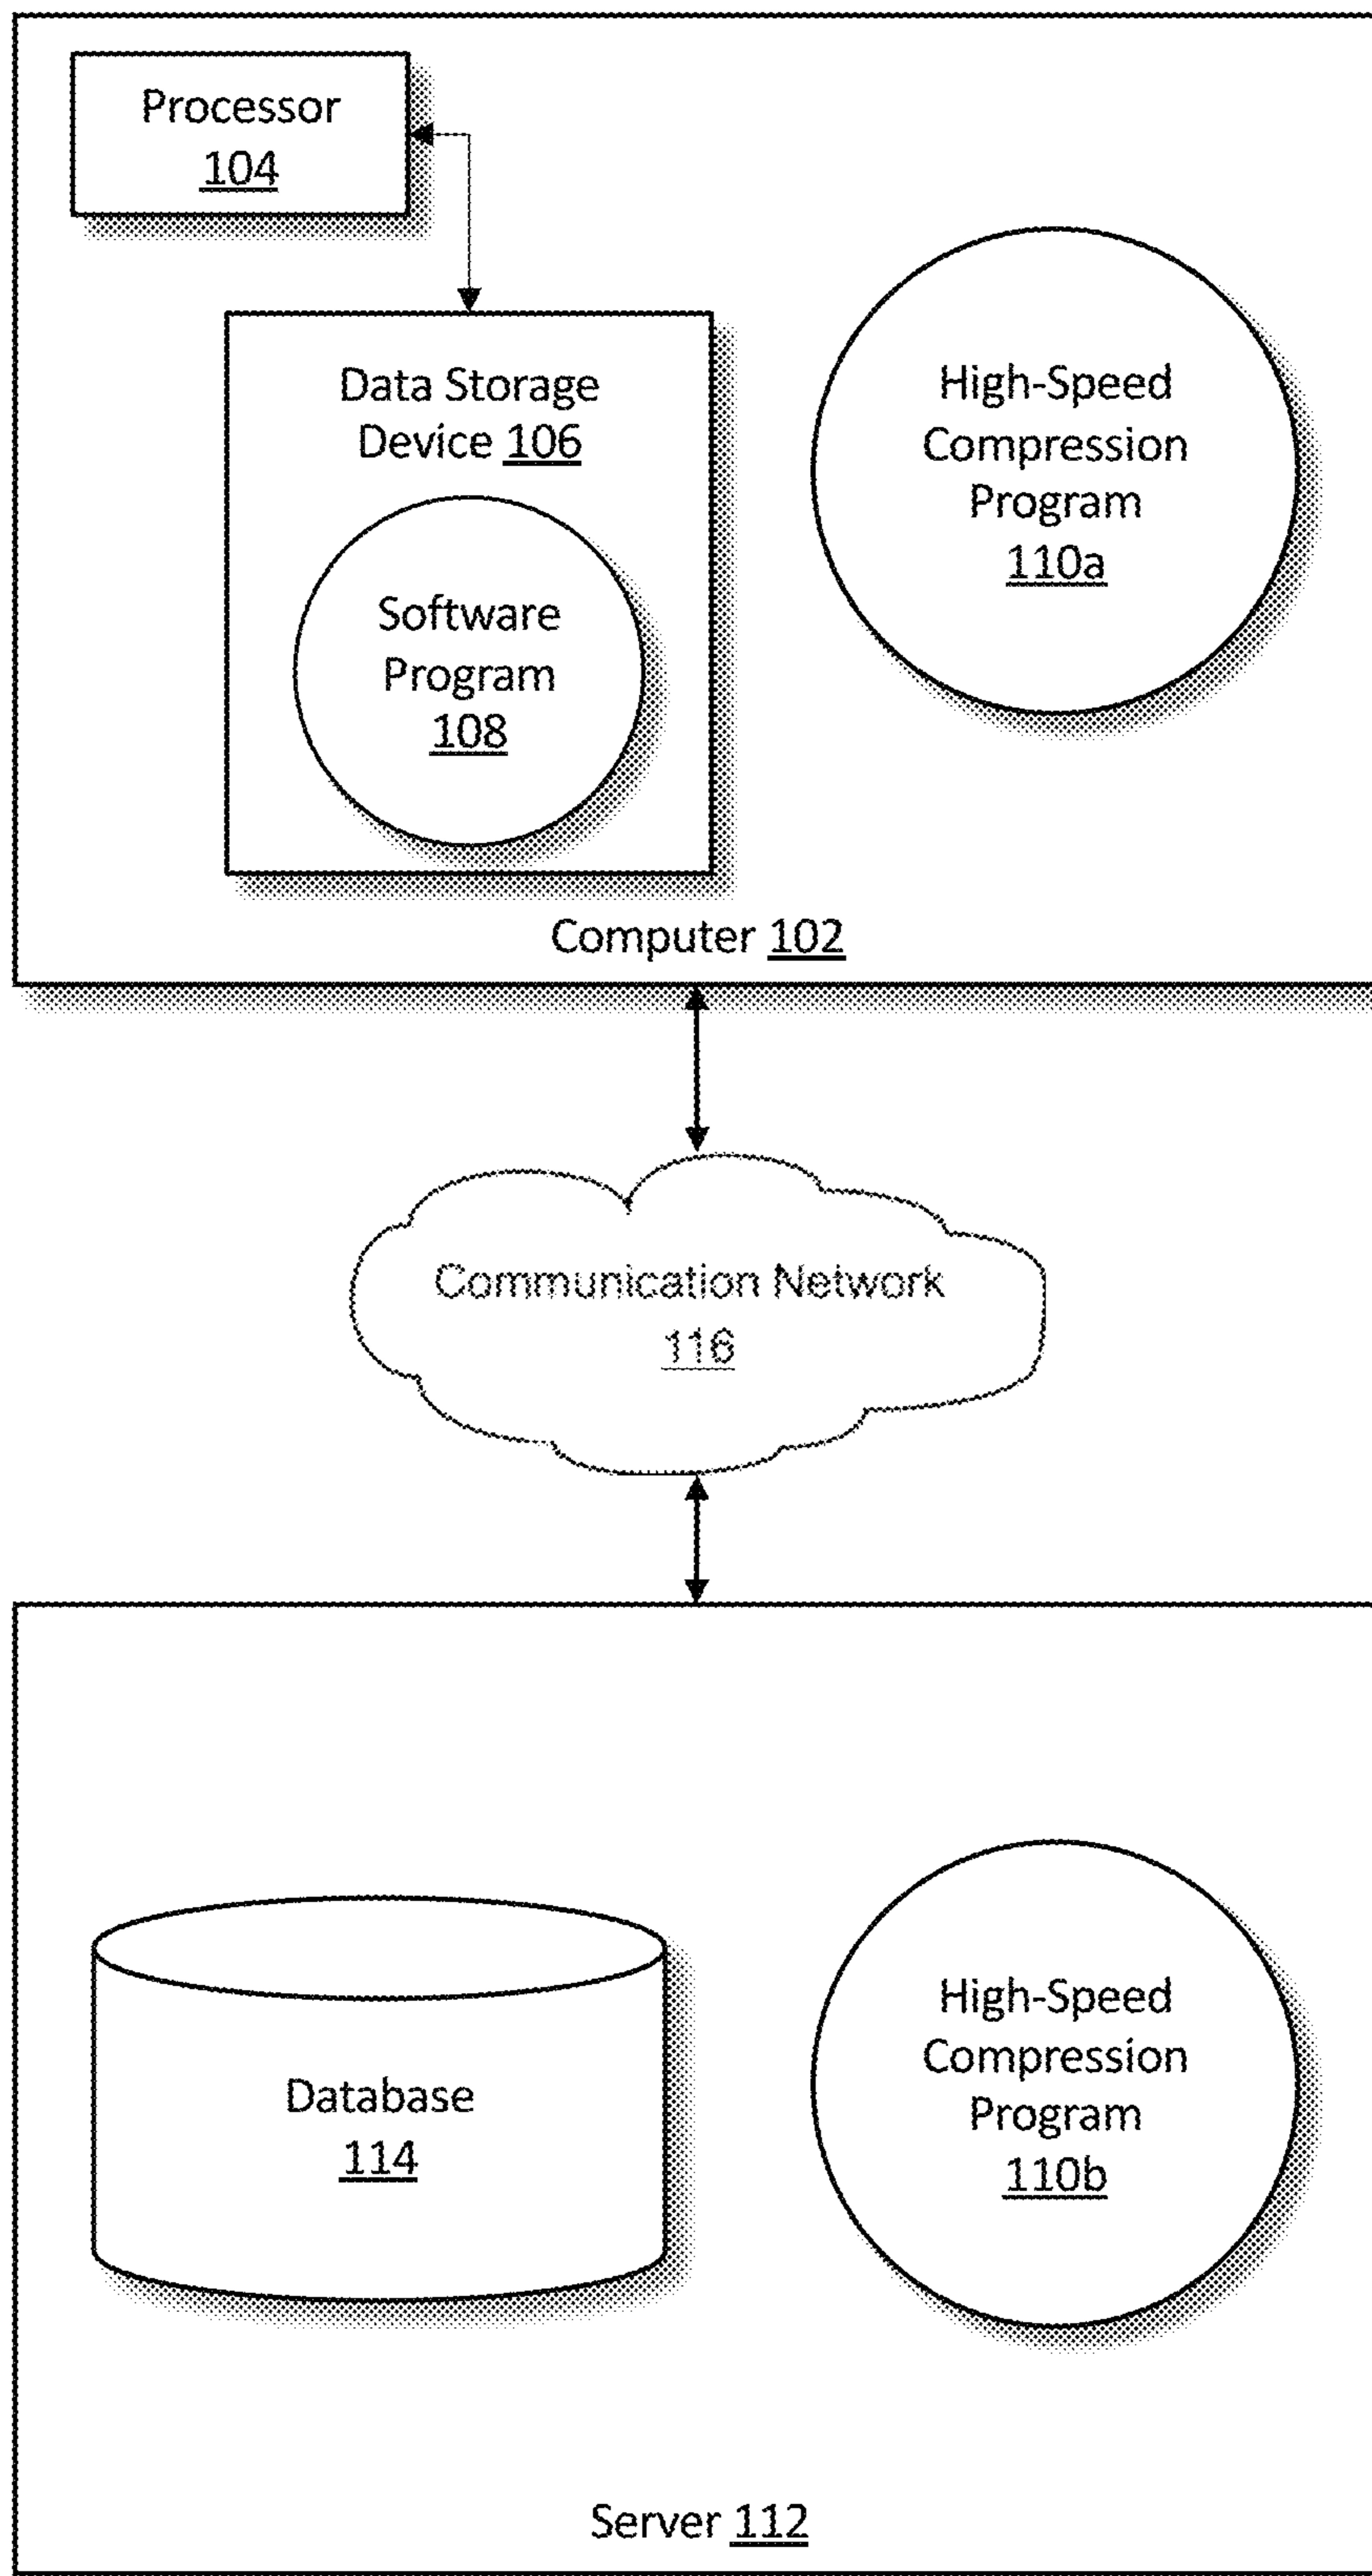 Processor
104
Data Storage
Device 106
Software
Program
108
High-Speed
Compression
Program
110a
Computer 102
Communication Network
116
Database
114
High-Speed
Compression
Program
110b
Server 112